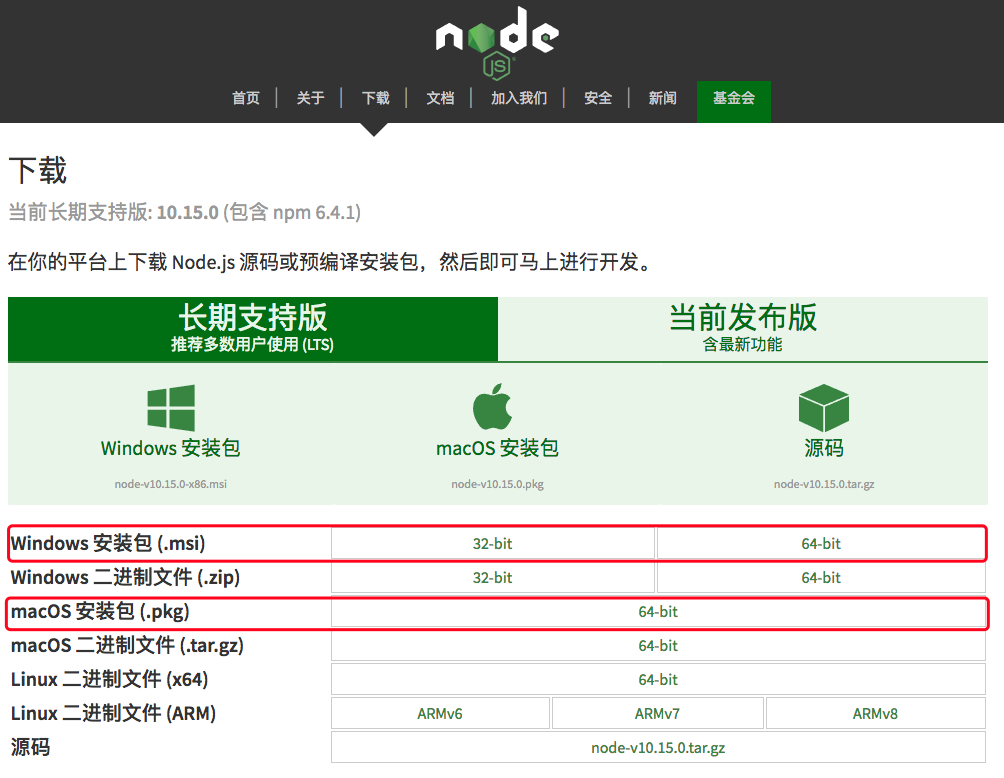 node
JS
首页 关于 下载 文档 加入我们 安全 新闻 基金会
下载
当前长期支持版: 10.15.0 (包含 npm 6.4.1)
在你的平台上下载 Node.js 源码或预编译安装包，然后即可马上进行开发。
长期支持版
推荐多数用户使用 (LTS)
当前发布版
含最新功能
Windows 安装包
node-v10.15.0-x86.msi
macOS 安装包
node-v10.15.0.pkg
源码
node-v10.15.0.tar.gz
Windows 安装包 (.msi) 32-bit 64-bit
Windows 二进制文件 (.zip) 32-bit 64-bit
macOS 安装包 (.pkg) 64-bit
macOS 二进制文件 (.tar.gz) 64-bit
Linux 二进制文件 (x64) 64-bit
Linux 二进制文件 (ARM) ARMv6 ARMv7 ARMv8
源码 node-v10.15.0.tar.gz